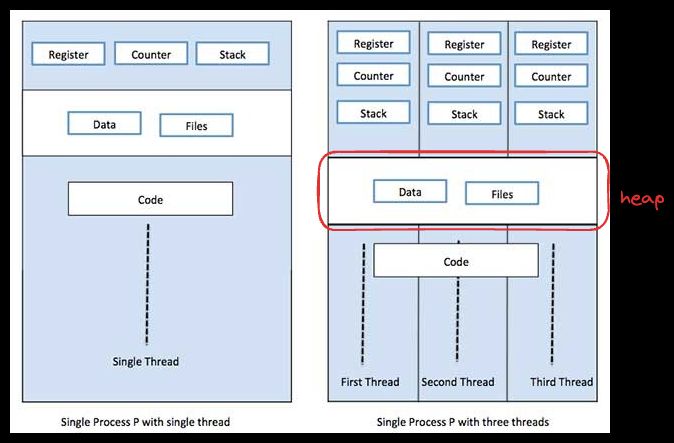 Register Counter Stack
Data Files
Code
Single Thread
Single Process P with single thread
Register Register Register
Counter Counter Counter
Stack Stack Stack
Data Files
heap
Code
First Thread Second Thread Third Thread
Single Process P with three threads